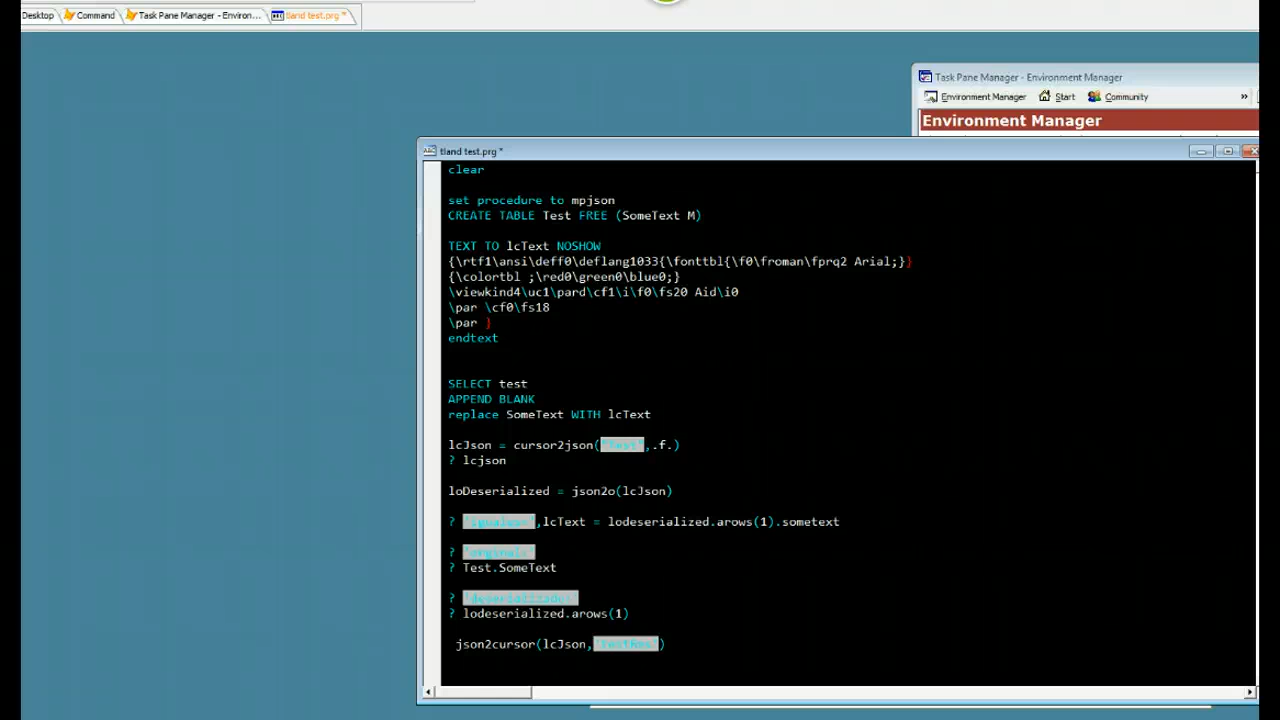 Desktop
Command
Task Pane Manager - Environ...
tland test.prg *
Task Pane Manager - Environment Manager
Environment Manager
Start
Community
»
Environment Manager
tland test.prg *
clear
set procedure to mpjson
CREATE TABLE Test FREE (SomeText M)
TEXT TO lcText NOSHOW
{\rtf1\ansi\deff0\deflang1033{\fonttbl{\f0\froman\fprq2 Arial;}}
{\colortbl ;\red0\green0\blue0;}
\viewkind4\uc1\pard\cf1\i\f0\fs20 Aid\i0
\par \cf0\fs18
\par }
endtext
SELECT test
APPEND BLANK
replace SomeText WITH lcText
lcJson = cursor2json("Test",.f.)
? lcjson
loDeserialized = json2o(lcJson)
? ,lcText = lodeserialized.arows(1).sometext
?
? Test.SomeText
?
? lodeserialized.arows(1)
json2cursor(lcJson, )